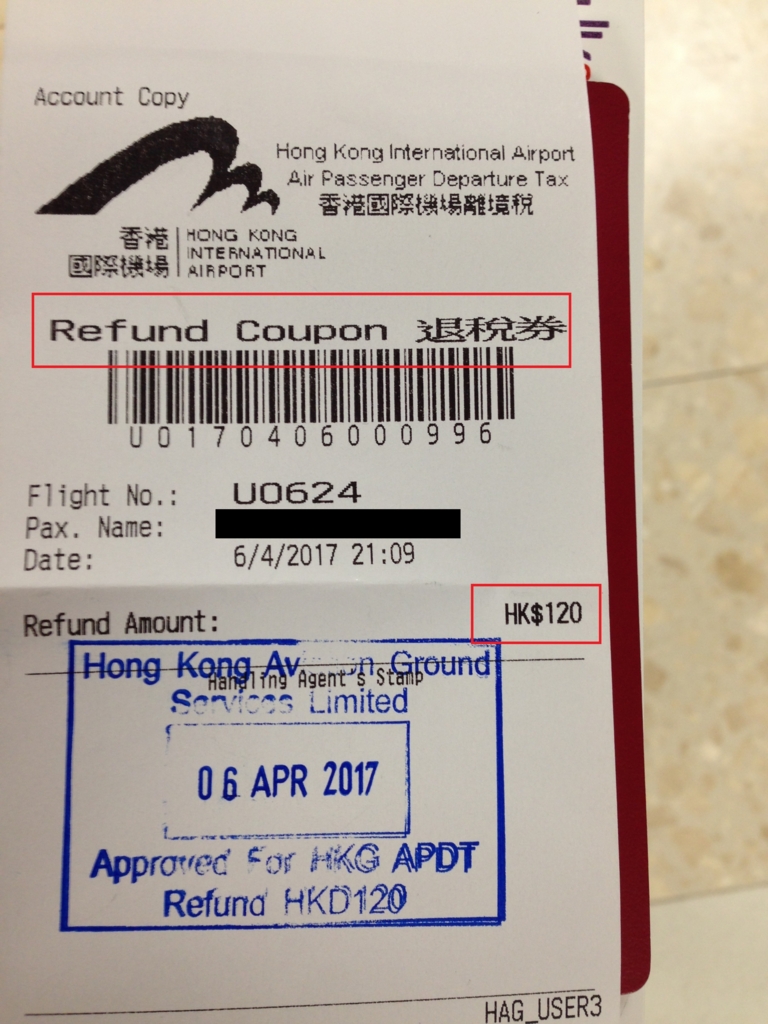 Account Copy
Hong Kong International Airport
Air Passenger Departure Tax
香港國際機場離境稅
香港
國際機場
HONG KONG
INTERNATIONAL
AIRPORT
Refund Coupon 退稅券
U0170406000996
Flight No.: UO624
Pax. Name:
Date: 6/4/2017 21:09
Refund Amount: HK$120
Hong Kong Ground
Handling Agent's Stamp
Services Limited
06 APR 2017
Approved For HKG APDT
Refund HKD120
HAG_USER3